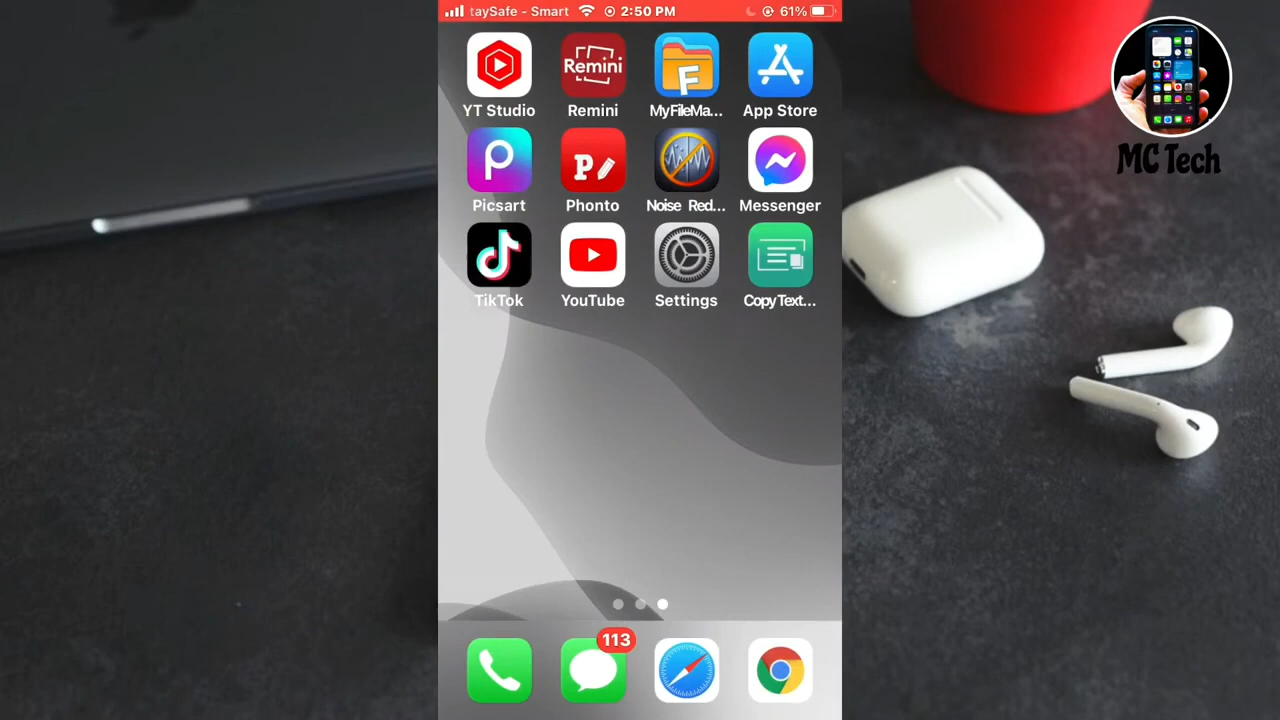 taySafe - Smart 2:50 PM 61%
YT Studio Remini MyFileMa... App Store
Remini
F
Picsart Phonto Noise Red... Messenger
TikTok YouTube Settings CopyText...
113
MC Tech